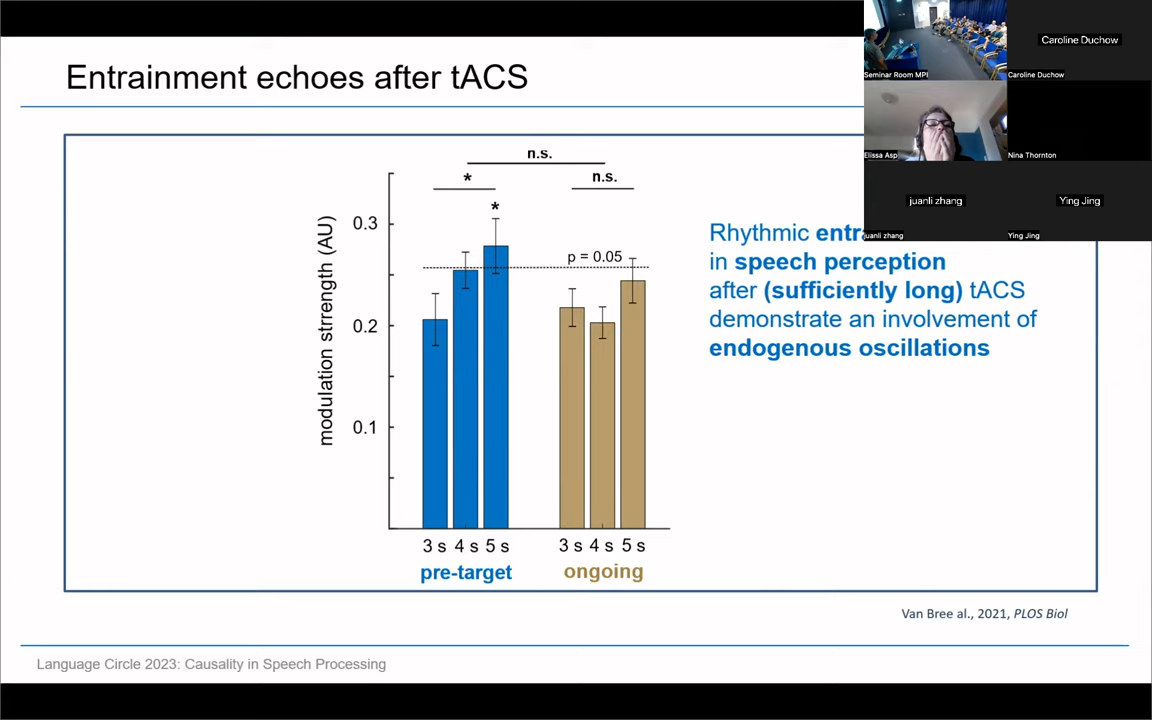 Entrainment echoes after tACS
Seminar Room MPI
Caroline Duchow
Caroline Duchow
Elissa Asp
Nina Thornton
juanli zhang
juanli zhang
Ying Jing
Ying Jing
n.s.
*
n.s.
*
p = 0.05
0.3
0.2
0.1
modulation strrength (AU)
3 s 4 s 5 s
3 s 4 s 5 s
pre-target
ongoing
Rhythmic entr
in speech perception
after (sufficiently long) tACS
demonstrate an involvement of
endogenous oscillations
Van Bree al., 2021, PLOS Biol
Language Circle 2023: Causality in Speech Processing